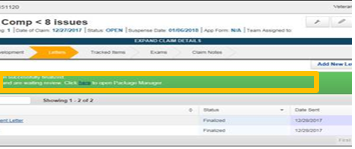 51120
Veteran
Comp < 8 issues
1 | Date of Claim: 12/27/2017 | Status: OPEN | Suspense Date: 01/06/2018 | App Form: N/A | Team Assigned to:
EXPAND CLAIM DETAILS
velopment Letters Tracked Items Exams Claim Notes
Add New Le
successfully finalized
and are waiting review. Click here to open Package Manager
Showing 1 - 2 of 2
Status Date Sent
ent Letter Finalized 12/29/2017
Finalized 12/29/2017